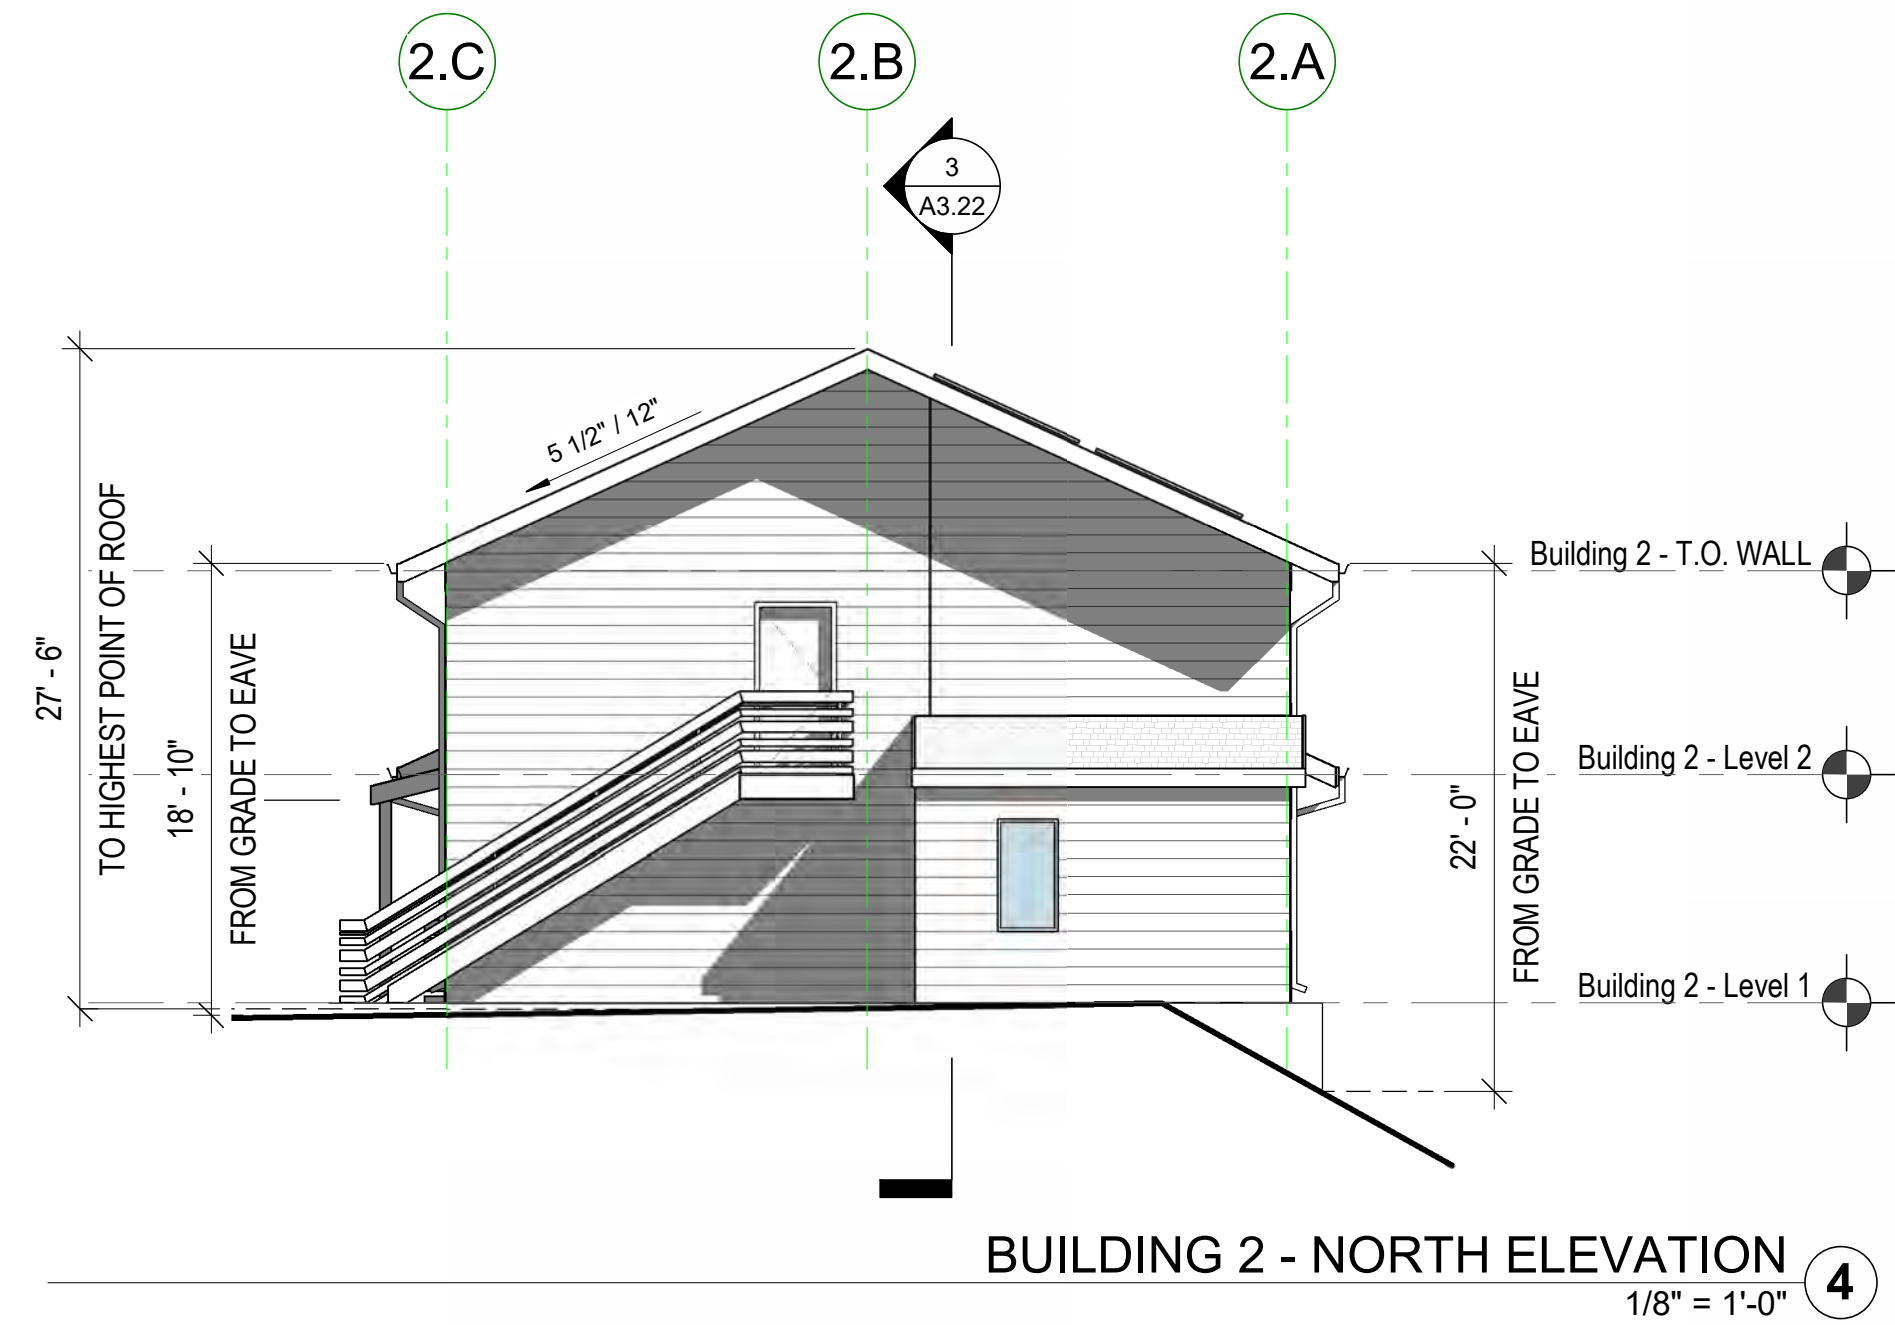 2.C
2.B
2.A
3
A3.22
5 1/2" / 12"
27' - 6"
TO HIGHEST POINT OF ROOF
18' - 10"
FROM GRADE TO EAVE
22' - 0"
FROM GRADE TO EAVE
Building 2 - T.O. WALL
Building 2 - Level 2
Building 2 - Level 1
BUILDING 2 - NORTH ELEVATION
4
1/8" = 1'-0"